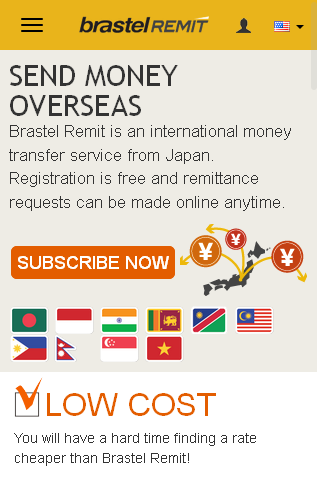 brastel REMIT
SEND MONEY
OVERSEAS
Brastel Remit is an international money
transfer service from Japan.
Registration is free and remittance
requests can be made online anytime.
SUBSCRIBE NOW
¥ ¥ ¥
LOW COST
You will have a hard time finding a rate
cheaper than Brastel Remit!